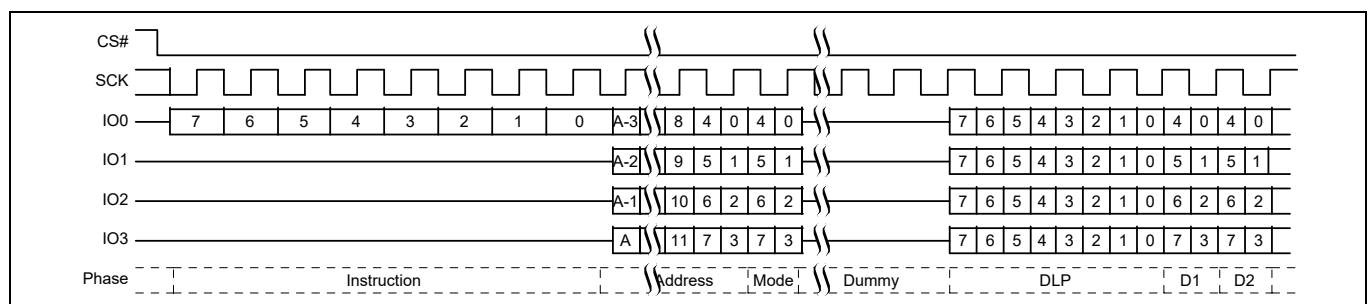 CS#
SCK
IO0 7 6 5 4 3 2 1 0 A-3 8 4 0 4 0 7 6 5 4 3 2 1 0 4 0 4 0
IO1 A-2 9 5 1 5 1 7 6 5 4 3 2 1 0 5 1 5 1
IO2 A-1 10 6 2 6 2 7 6 5 4 3 2 1 0 6 2 6 2
IO3 A 11 7 3 7 3 7 6 5 4 3 2 1 0 7 3 7 3
Phase Instruction Address Mode Dummy DLP D1 D2